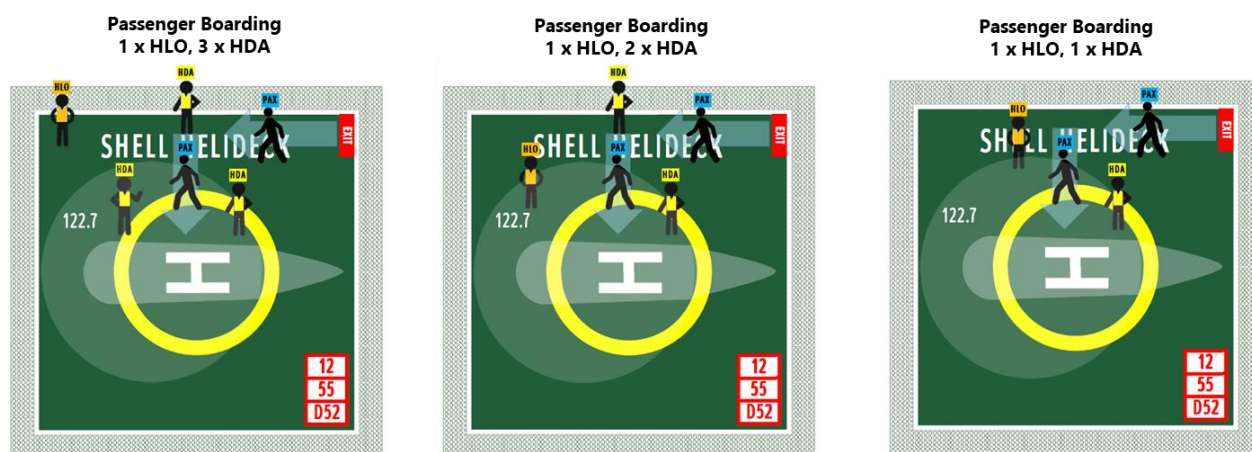 Passenger Boarding
1 x HLO, 3 x HDA
HDA
HLO
PAX
EXIT
SHELL HELIDECK
PAX
HDA
HDA
122.7
H
12
55
D52
Passenger Boarding
1 x HLO, 2 x HDA
HDA
PAX
EXIT
SHELL HELIDECK
HLO
PAX
HDA
122.7
H
12
55
D52
Passenger Boarding
1 x HLO, 1 x HDA
PAX
HLO
EXIT
SHELL HELIDECK
PAX
HDA
122.7
H
12
55
D52